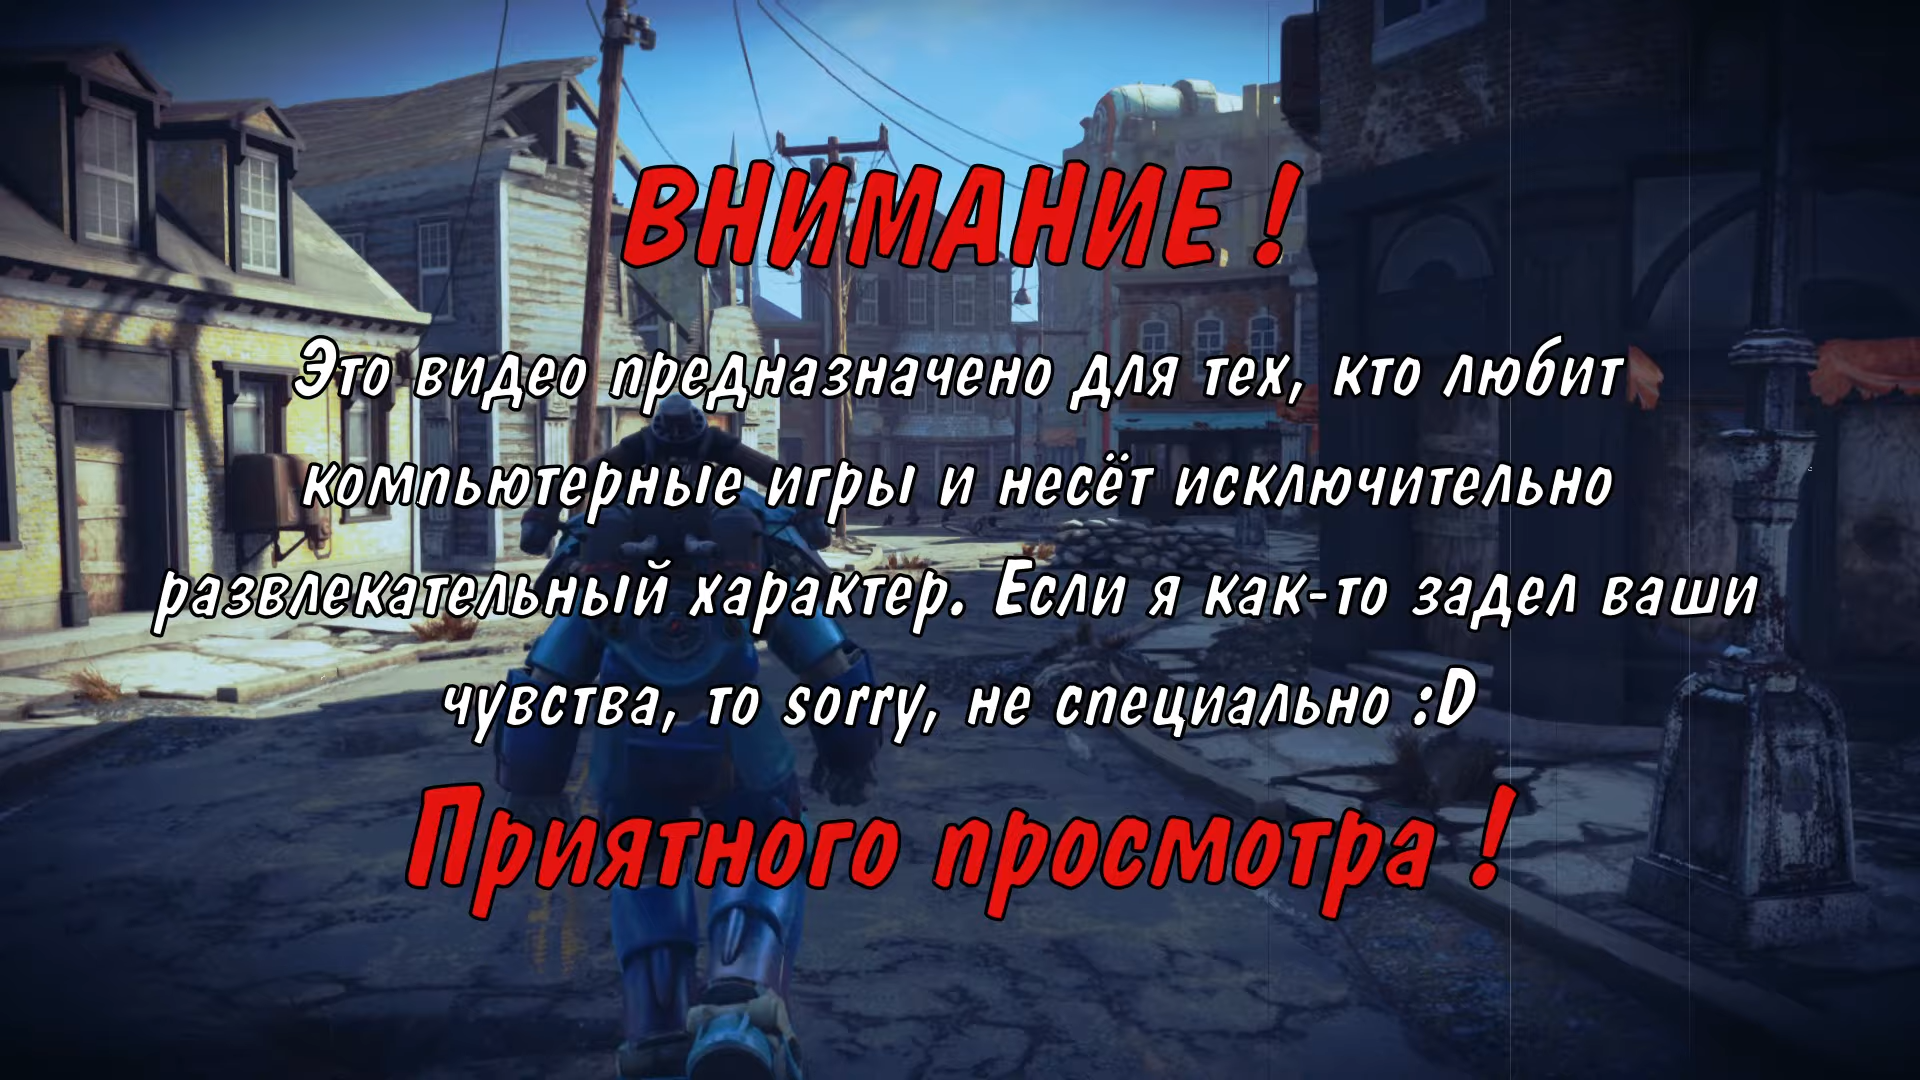 ВНИМАНИЕ !
Это видео предназначено для тех, кто любит
компьютерные игры и несёт исключительно
развлекательный характер. Если я как-то задел ваши
чувства, то sorry, не специально :D
Приятного просмотра !